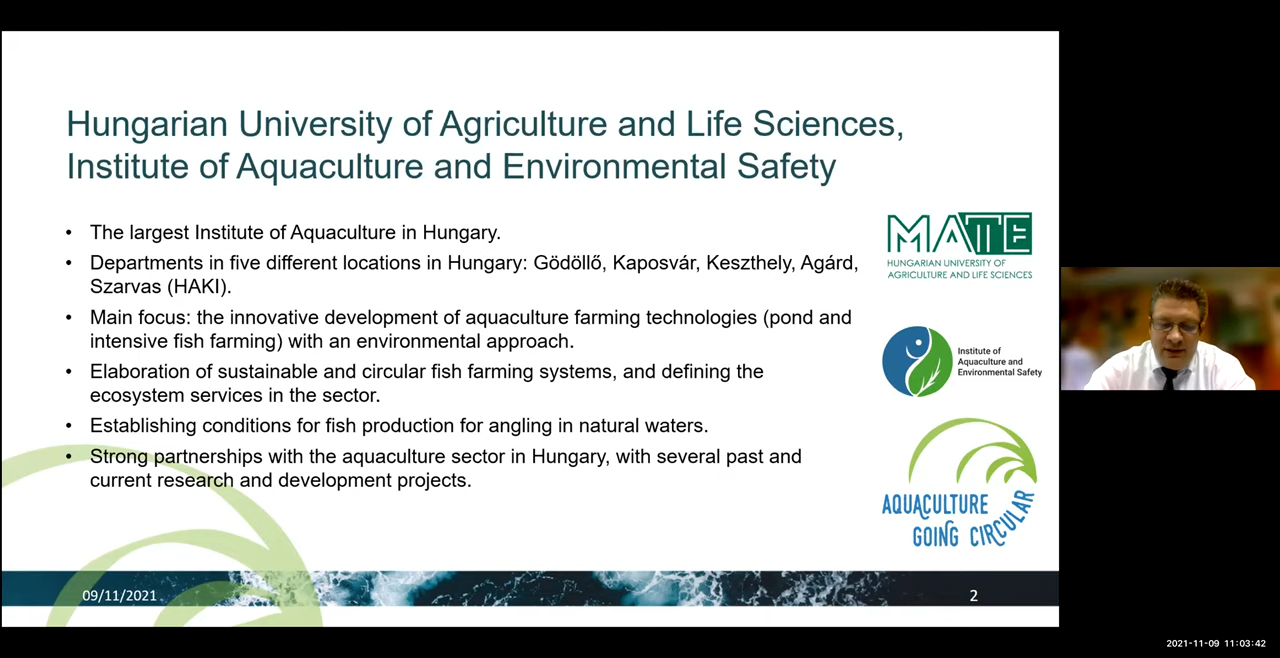 Hungarian University of Agriculture and Life Sciences,
Institute of Aquaculture and Environmental Safety
• The largest Institute of Aquaculture in Hungary.
• Departments in five different locations in Hungary: Gödöllő, Kaposvár, Keszthely, Agárd,
Szarvas (HAKI).
• Main focus: the innovative development of aquaculture farming technologies (pond and
intensive fish farming) with an environmental approach.
• Elaboration of sustainable and circular fish farming systems, and defining the
ecosystem services in the sector.
• Establishing conditions for fish production for angling in natural waters.
• Strong partnerships with the aquaculture sector in Hungary, with several past and
current research and development projects.
MATE
HUNGARIAN UNIVERSITY OF
AGRICULTURE AND LIFE SCIENCES
Institute of
Aquaculture and
Environmental Safety
AQUACULTURE
GOING CIRCULAR
09/11/2021
2
2021-11-09 11:03:42